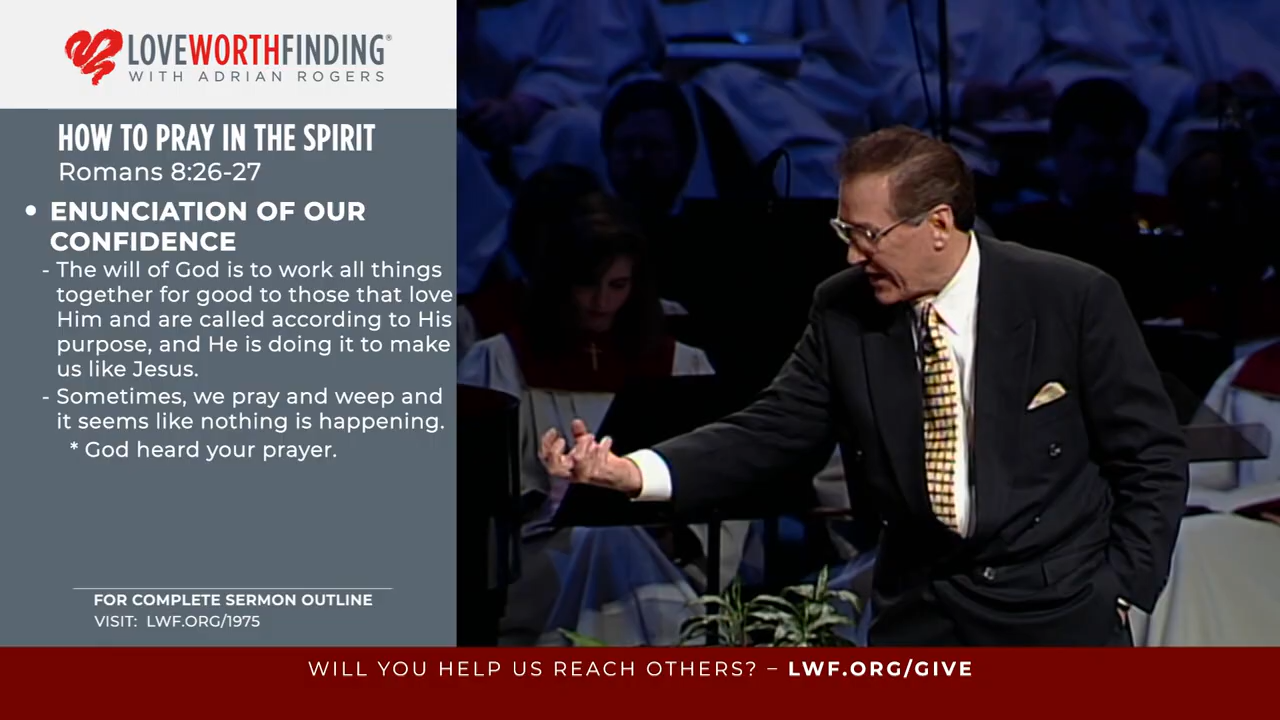 LOVEWORTHFINDING®
WITH ADRIAN ROGERS
HOW TO PRAY IN THE SPIRIT
Romans 8:26-27
• ENUNCIATION OF OUR
CONFIDENCE
- The will of God is to work all things
together for good to those that love
Him and are called according to His
purpose, and He is doing it to make
us like Jesus.
- Sometimes, we pray and weep and
it seems like nothing is happening.
* God heard your prayer.
FOR COMPLETE SERMON OUTLINE
VISIT: LWF.ORG/1975
WILL YOU HELP US REACH OTHERS? – LWF.ORG/GIVE